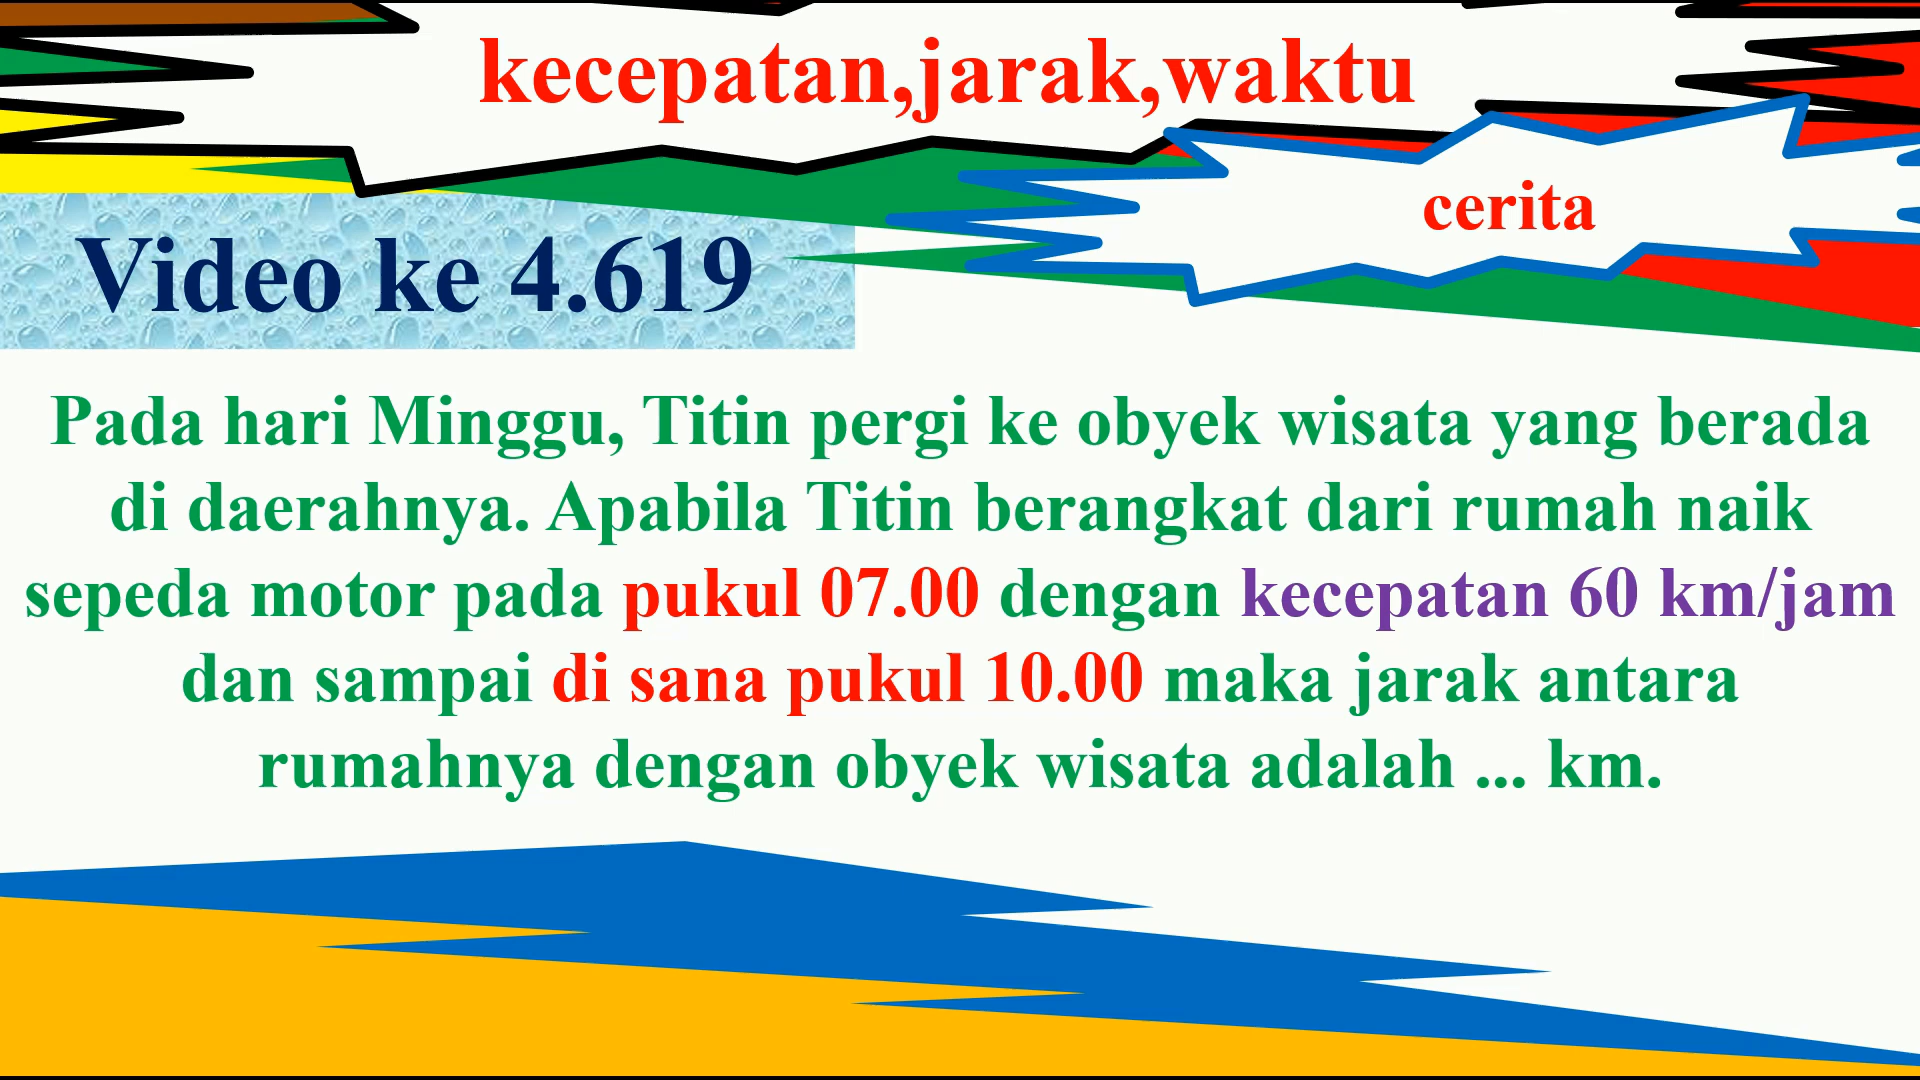 kecepatan,jarak,waktu
cerita
Video ke 4.619
Pada hari Minggu, Titin pergi ke obyek wisata yang berada
di daerahnya. Apabila Titin berangkat dari rumah naik
sepeda motor pada pukul 07.00 dengan kecepatan 60 km/jam
dan sampai di sana pukul 10.00 maka jarak antara
rumahnya dengan obyek wisata adalah ... km.